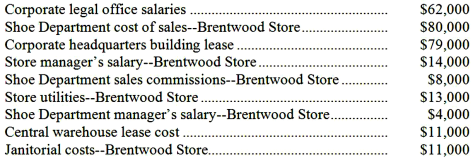 Corporate legal office salaries ........................................................ $62,000
Shoe Department cost of sales--Brentwood Store........................ $80,000
Corporate headquarters building lease ........................................ $79,000
Store manager's salary--Brentwood Store.................................... $14,000
Shoe Department sales commissions--Brentwood Store .............. $8,000
Store utilities--Brentwood Store ................................................... $13,000
Shoe Department manager's salary--Brentwood Store................. $4,000
Central warehouse lease cost ........................................................ $11,000
Janitorial costs--Brentwood Store................................................. $11,000